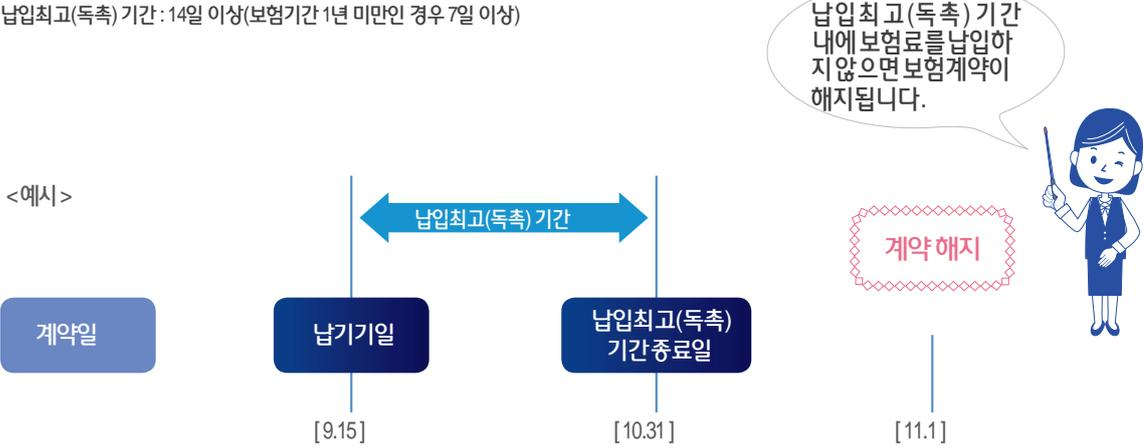 납입최고(독촉) 기간 : 14일 이상(보험기간 1년 미만인 경우 7일 이상)
납입최고(독촉) 기간
내에 보험료를 납입하
지 않으면 보험계약이
해지됩니다.
<예시>
납입최고(독촉) 기간
계약 해지
계약일
납기기일
납입최고(독촉)
기간 종료일
[ 9.15 ]
[ 10.31 ]
[ 11.1 ]